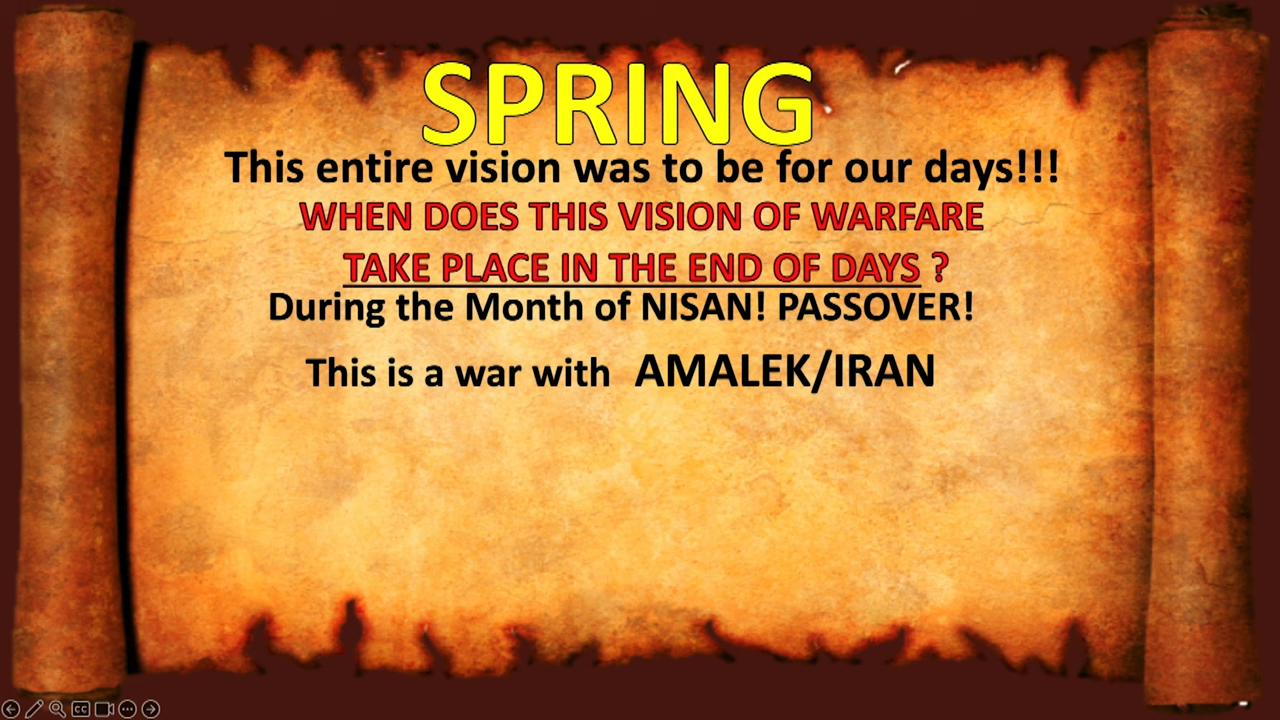 SPRING
This entire vision was to be for our days!!!
WHEN DOES THIS VISION OF WARFARE
TAKE PLACE IN THE END OF DAYS ?
During the Month of NISAN! PASSOVER!
This is a war with AMALEK/IRAN